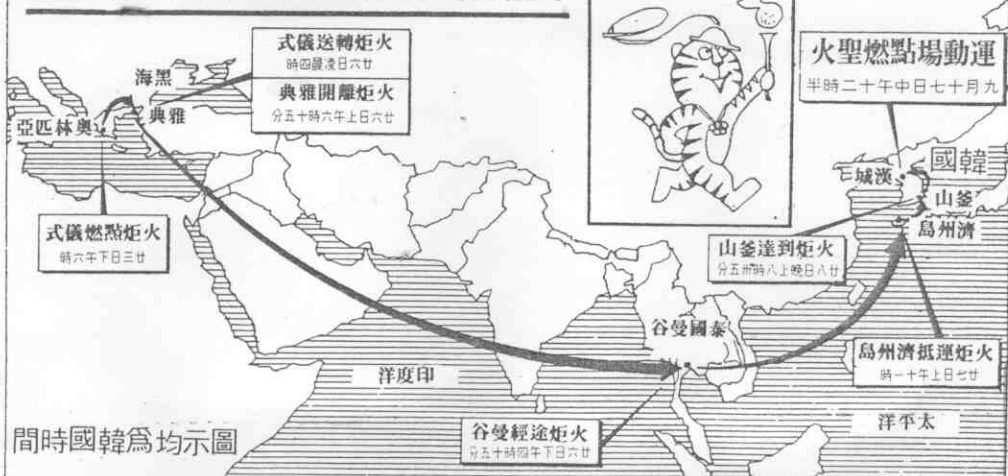 火炬轉送儀式
廿六日凌晨四時
火炬離開雅典
廿六日上午六時十五分
運動場點燃聖火
九月十七日中午十二時半
黑海
雅典
奧林匹亞
火炬點燃儀式
廿三日下午六時
韓國
漢城
釜山
濟州島
火炬到達釜山
廿八日晚上八時卅五分
泰國曼谷
火炬運抵濟州島
廿七日上午十一時
印度洋
太平洋
火炬途經曼谷
廿六日下午四時十五分
圖示均爲韓國時間